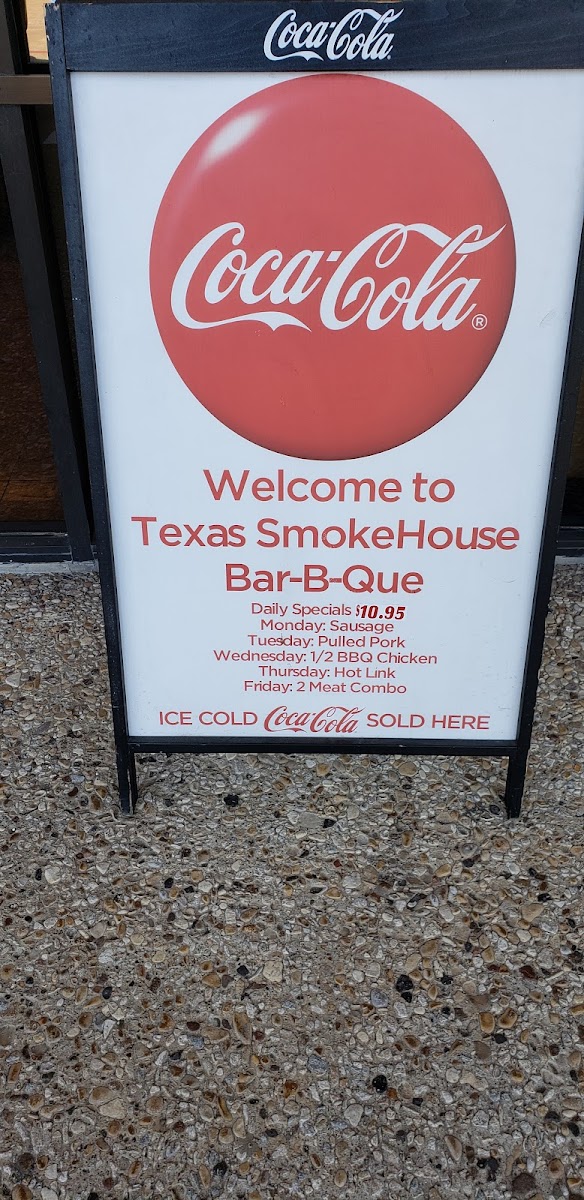 Coca-Cola
Coca-Cola®
Welcome to
Texas SmokeHouse
Bar-B-Que
Daily Specials $10.95
Monday: Sausage
Tuesday: Pulled Pork
Wednesday: 1/2 BBQ Chicken
Thursday: Hot Link
Friday: 2 Meat Combo
ICE COLD Coca-Cola SOLD HERE